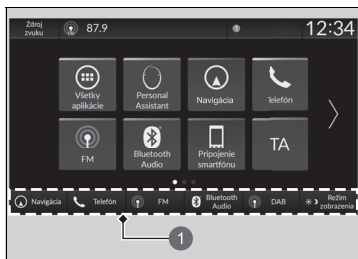 Zdroj
zvuku
87.9
12:34
Všetky
aplikácie
Personal
Assistant
Navigácia
Telefón
FM
Bluetooth
Audio
Pripojenie
smartfónu
TA
Navigácia
Telefón
FM
Bluetooth
Audio
DAB
Režim
zobrazenia
1